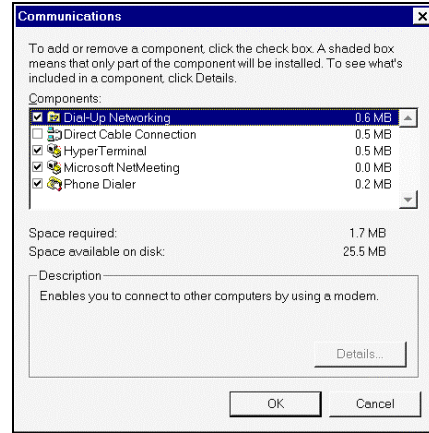 Communications
To add or remove a component, click the check box. A shaded box
means that only part of the component will be installed. To see what's
included in a component, click Details.
Components:
Dial-Up Networking 0.6 MB
Direct Cable Connection 0.5 MB
HyperTerminal 0.5 MB
Microsoft NetMeeting 0.0 MB
Phone Dialer 0.2 MB
Space required: 1.7 MB
Space available on disk: 25.5 MB
Description
Enables you to connect to other computers by using a modem.
Details...
OK Cancel